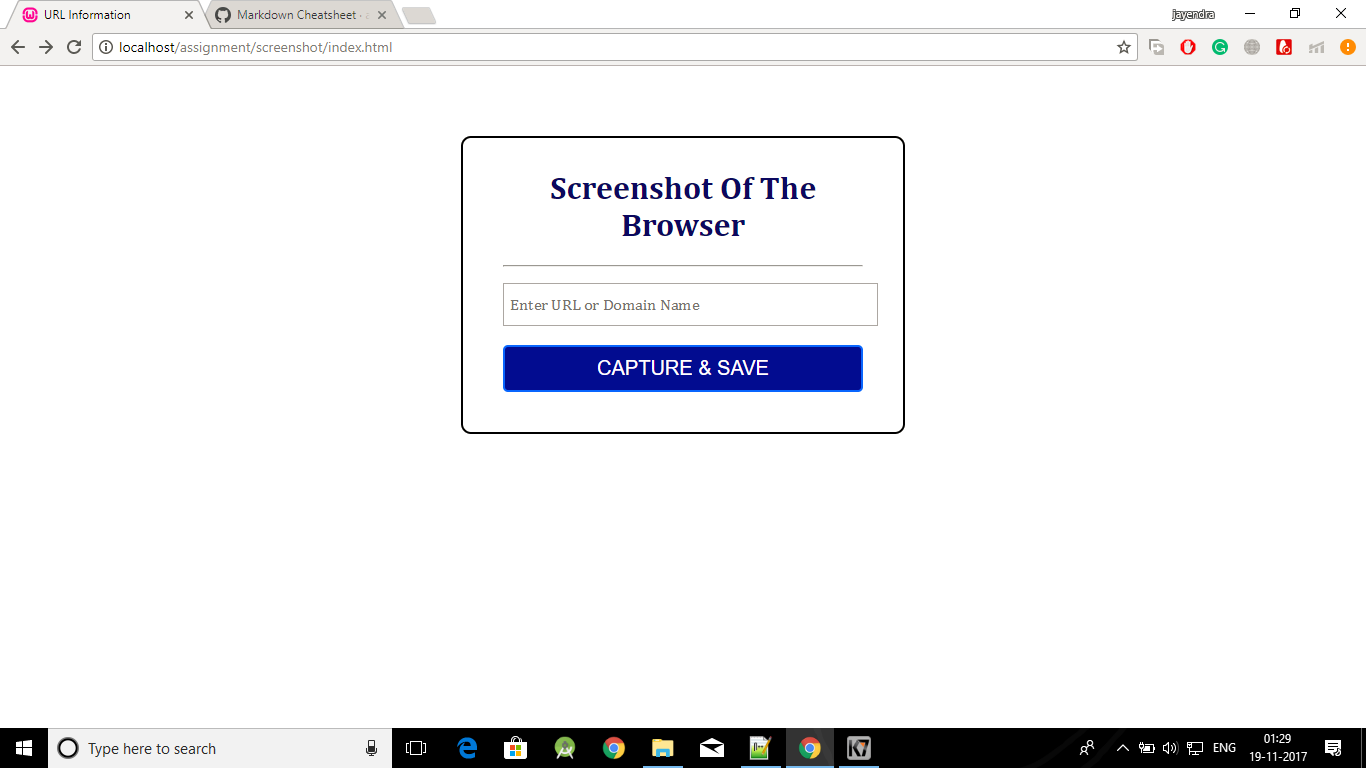 URL Information
Markdown Cheatsheet ·
jayendra
localhost/assignment/screenshot/index.html
Screenshot Of The
Browser
Enter URL or Domain Name
CAPTURE & SAVE
Type here to search
ENG
01:29
19-11-2017